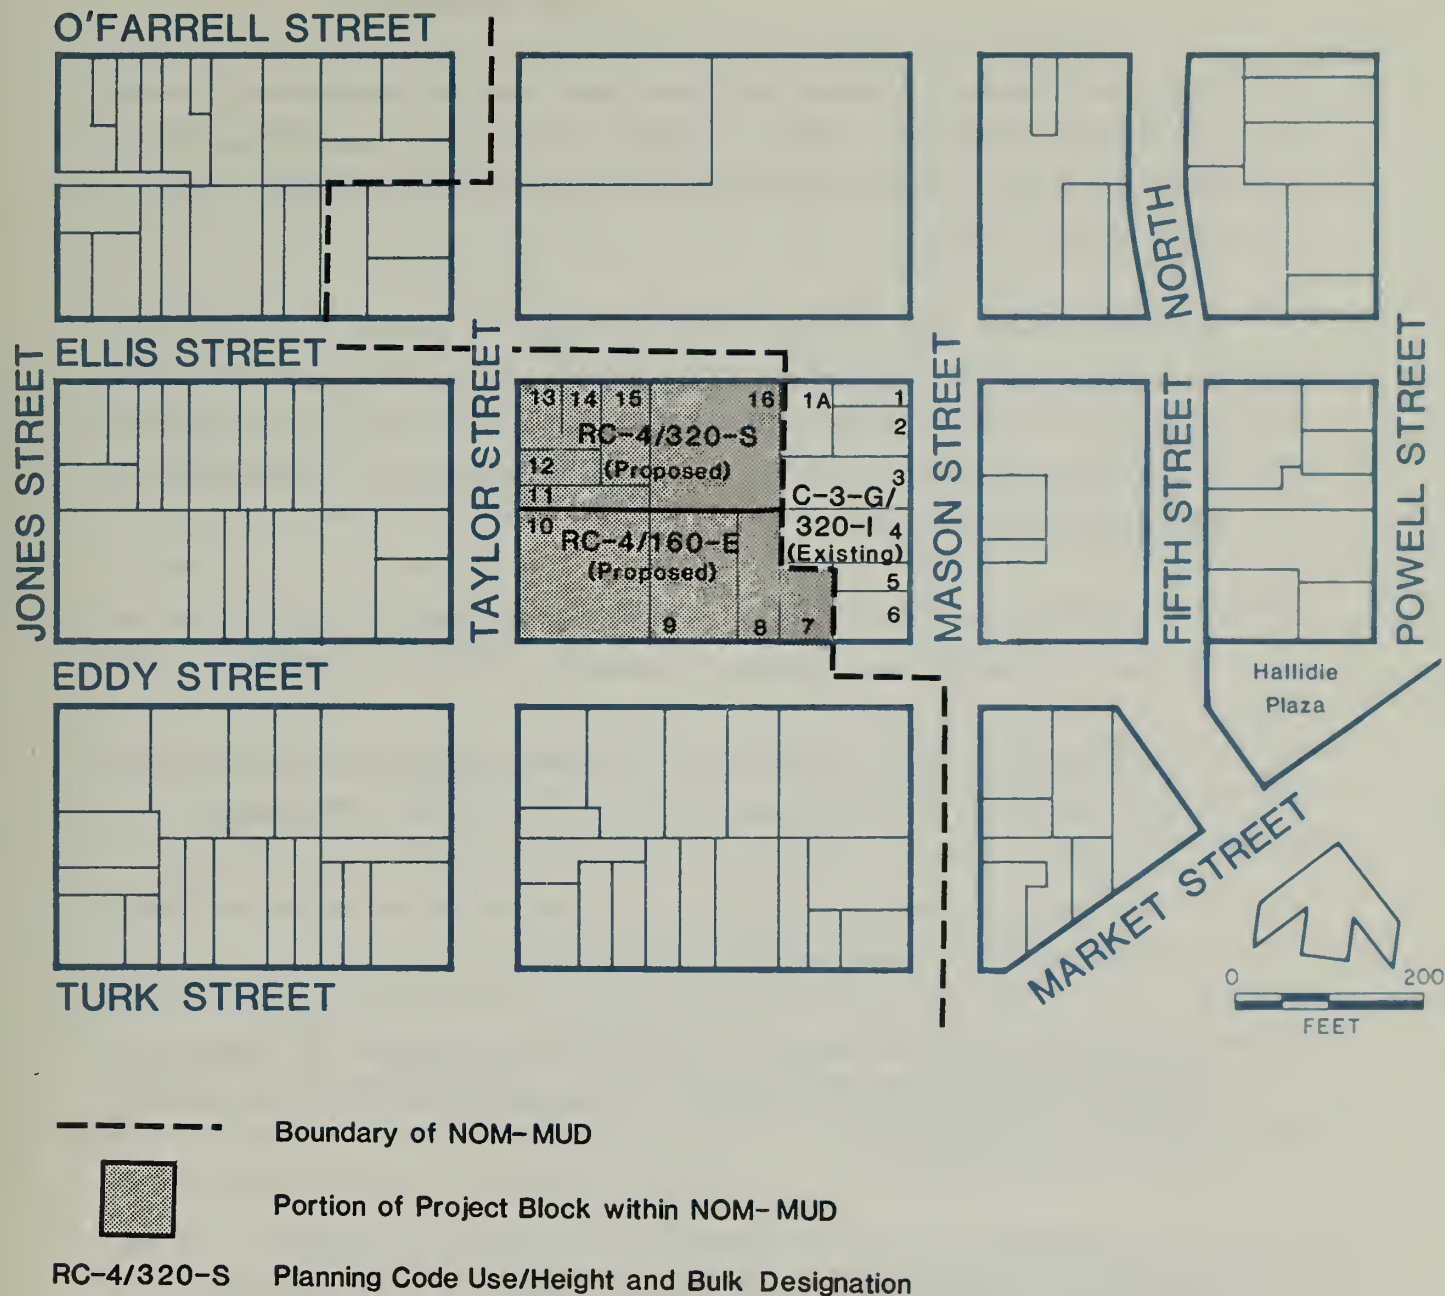 O'FARRELL STREET
NORTH
ELLIS STREET
JONES STREET
TAYLOR STREET
MASON STREET
FIFTH STREET
POWELL STREET
13 14 15 16 1A 1
RC-4/320-S 2
12 (Proposed) 3
11 C-3-G/
10 RC-4/160-E 320-I 4
(Proposed) (Existing)
5
9 8 7 6
EDDY STREET
Hallidie
Plaza
MARKET STREET
TURK STREET
0 200
FEET
Boundary of NOM-MUD
Portion of Project Block within NOM-MUD
RC-4/320-S Planning Code Use/Height and Bulk Designation